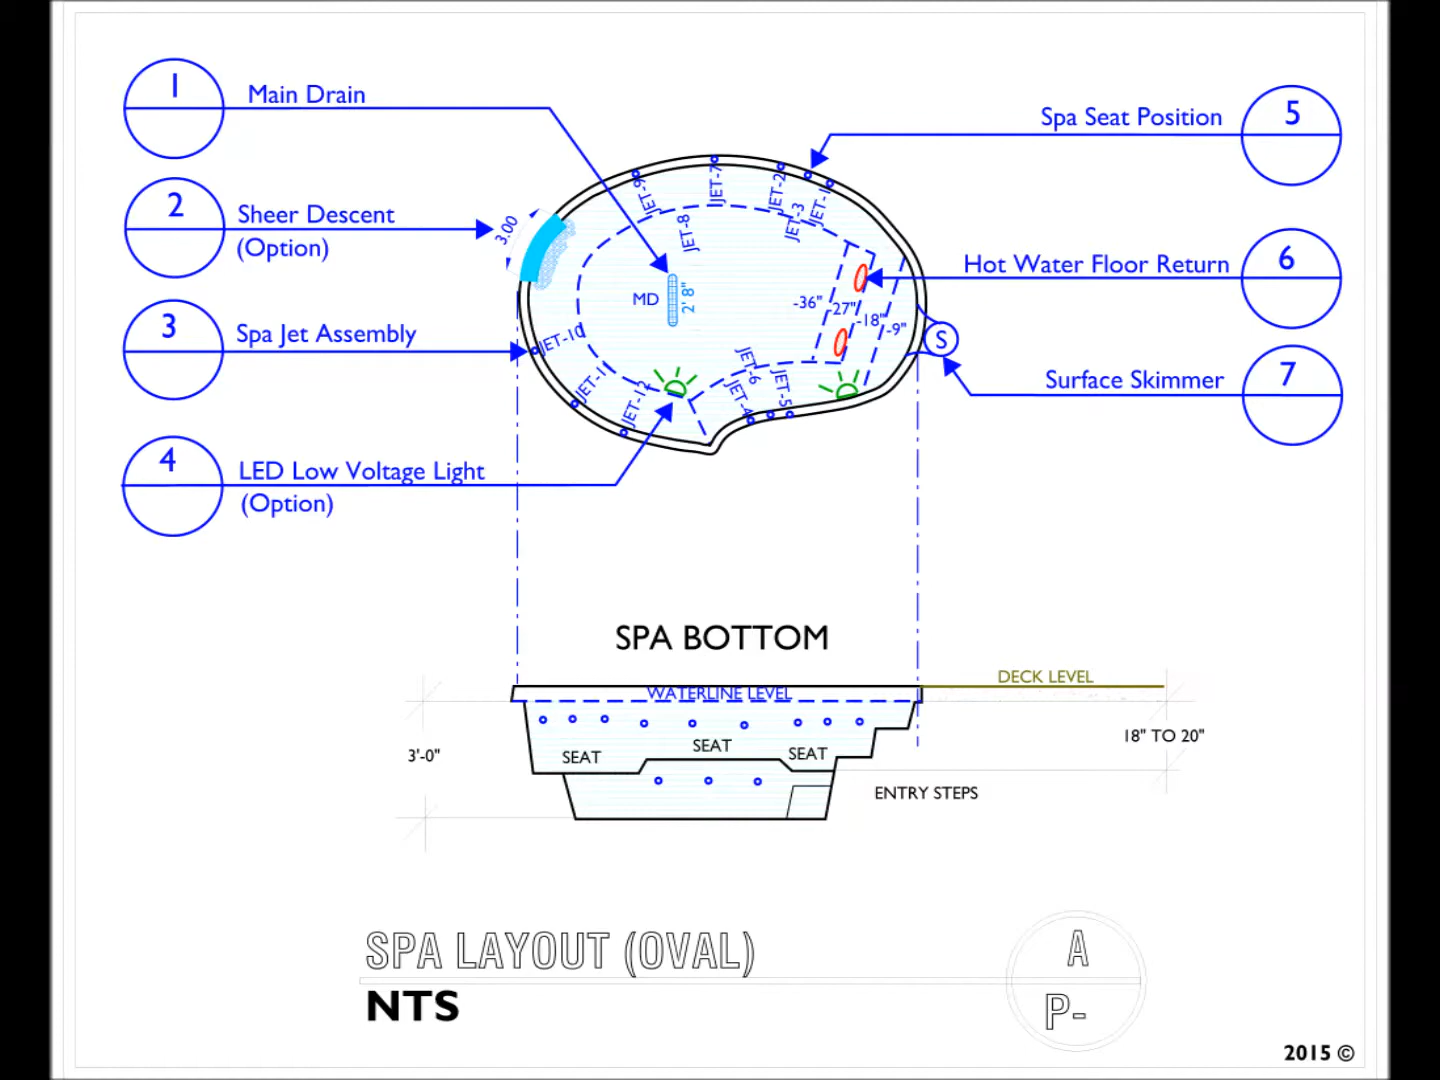 1
Main Drain
5
Spa Seat Position
2
Sheer Descent
(Option)
3.00
JET-9
JET-7
JET-2
JET-3
JET-1
JET-8
6
Hot Water Floor Return
MD
2' 8"
-36"
27"
-18"
-9"
S
3
Spa Jet Assembly
JET-10
JET-1
JET-12
JET-6
JET-4
JET-5
7
Surface Skimmer
4
LED Low Voltage Light
(Option)
SPA BOTTOM
DECK LEVEL
WATERLINE LEVEL
3'-0"
SEAT
SEAT
SEAT
18" TO 20"
ENTRY STEPS
SPA LAYOUT (OVAL)
NTS
A
P-
2015 ©